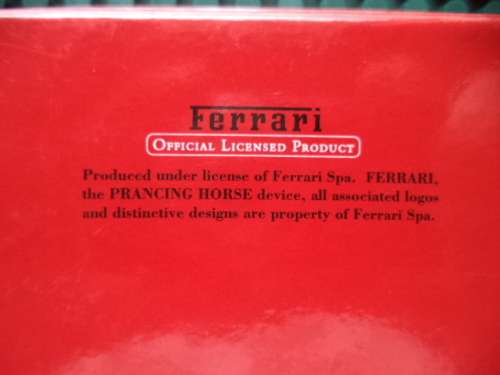 Ferrari
OFFICIAL LICENSED PRODUCT
Produced under license of Ferrari Spa. FERRARI,
the PRANCING HORSE device, all associated logos
and distinctive designs are property of Ferrari Spa.